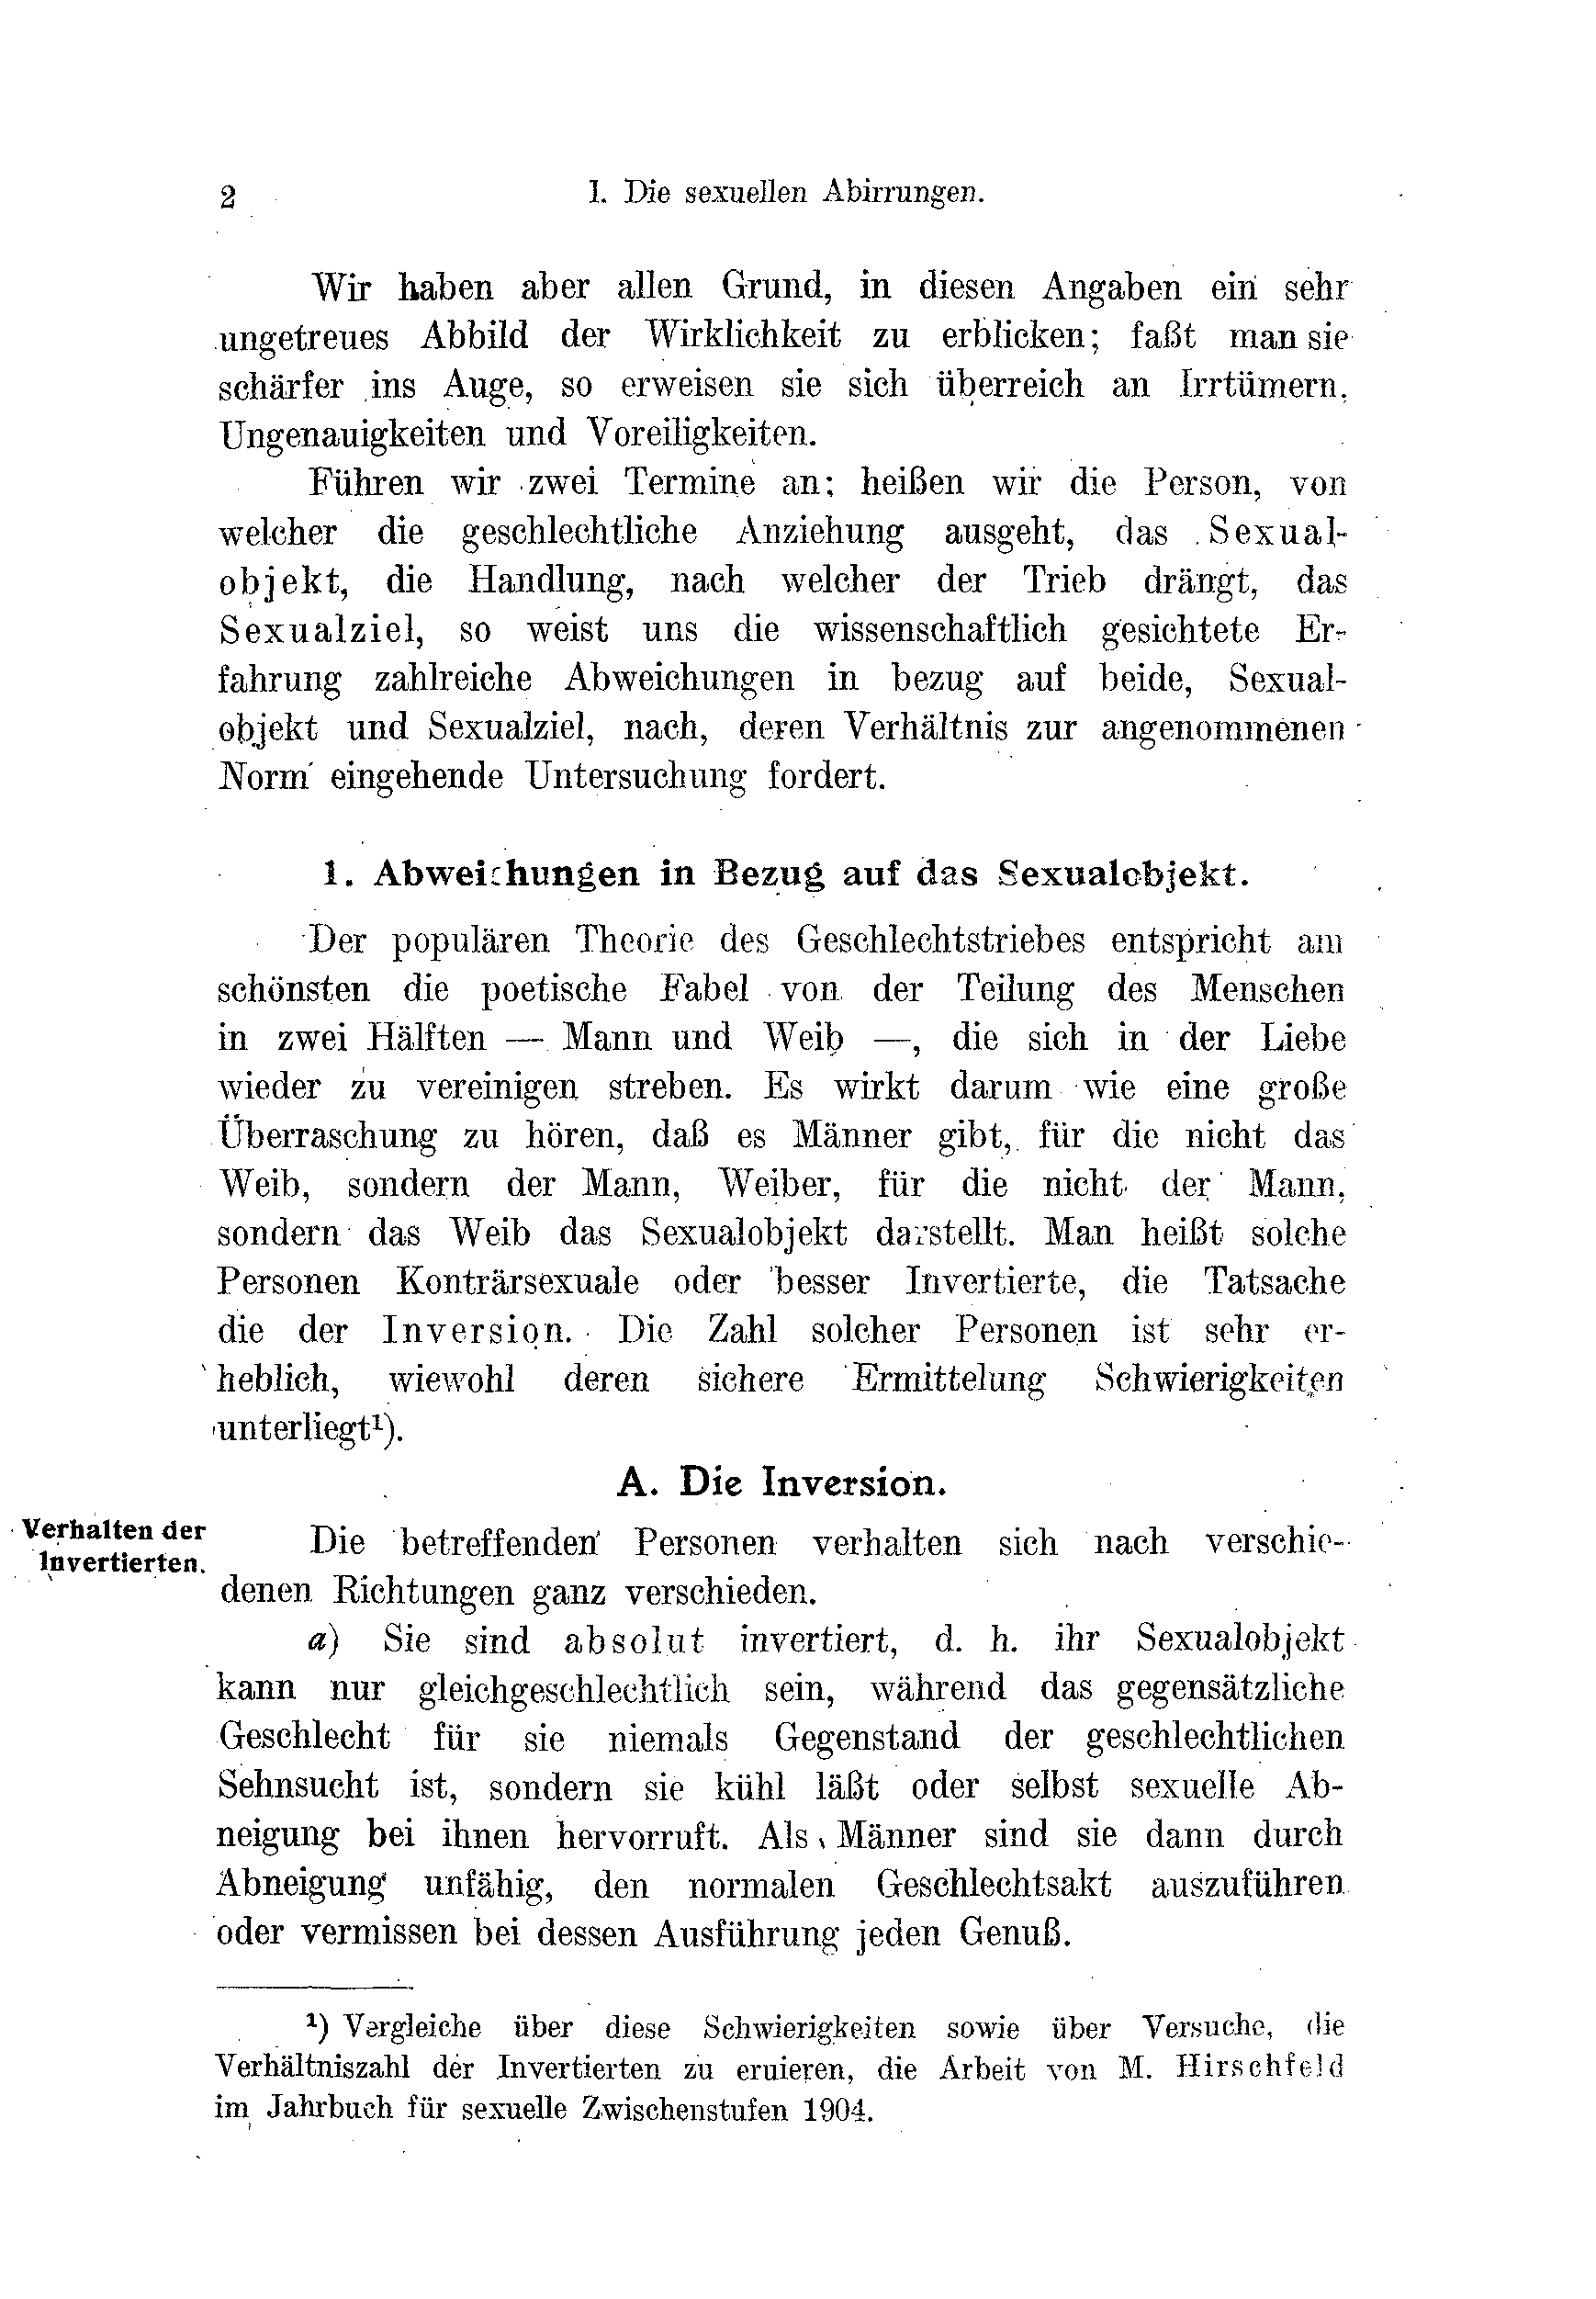 2
I. Die sexuellen Abirrungen.
Wir haben aber allen Grund, in diesen Angaben ein sehr
ungetreues Abbild der Wirklichkeit zu erblicken; faßt man sie
schärfer ins Auge, so erweisen sie sich überreich an Irrtümern,
Ungenauigkeiten und Voreiligkeiten.
Führen wir zwei Termine an; heißen wir die Person, von
welcher die geschlechtliche Anziehung ausgeht, das Sexual-
objekt, die Handlung, nach welcher der Trieb drängt, das
Sexualziel, so weist uns die wissenschaftlich gesichtete Er-
fahrung zahlreiche Abweichungen in bezug auf beide, Sexual-
objekt und Sexualziel, nach, deren Verhältnis zur angenommenen
Norm eingehende Untersuchung fordert.
1. Abweichungen in Bezug auf das Sexualobjekt.
Der populären Theorie des Geschlechtstriebes entspricht am
schönsten die poetische Fabel von der Teilung des Menschen
in zwei Hälften — Mann und Weib —, die sich in der Liebe
wieder zu vereinigen streben. Es wirkt darum wie eine große
Überraschung zu hören, daß es Männer gibt, für die nicht das
Weib, sondern der Mann, Weiber, für die nicht der Mann,
sondern das Weib das Sexualobjekt darstellt. Man heißt solche
Personen Konträrsexuale oder besser Invertierte, die Tatsache
die der Inversion. Die Zahl solcher Personen ist sehr er-
heblich, wiewohl deren sichere Ermittelung Schwierigkeiten
unterliegt¹).
A. Die Inversion.
Verhalten der
Invertierten.
Die betreffenden Personen verhalten sich nach verschie-
denen Richtungen ganz verschieden.
a) Sie sind absolut invertiert, d. h. ihr Sexualobjekt
kann nur gleichgeschlechtlich sein, während das gegensätzliche
Geschlecht für sie niemals Gegenstand der geschlechtlichen
Sehnsucht ist, sondern sie kühl läßt oder selbst sexuelle Ab-
neigung bei ihnen hervorruft. Als Männer sind sie dann durch
Abneigung unfähig, den normalen Geschlechtsakt auszuführen
oder vermissen bei dessen Ausführung jeden Genuß.
¹) Vergleiche über diese Schwierigkeiten sowie über Versuche, die
Verhältniszahl der Invertierten zu eruieren, die Arbeit von M. Hirschfeld
im Jahrbuch für sexuelle Zwischenstufen 1904.